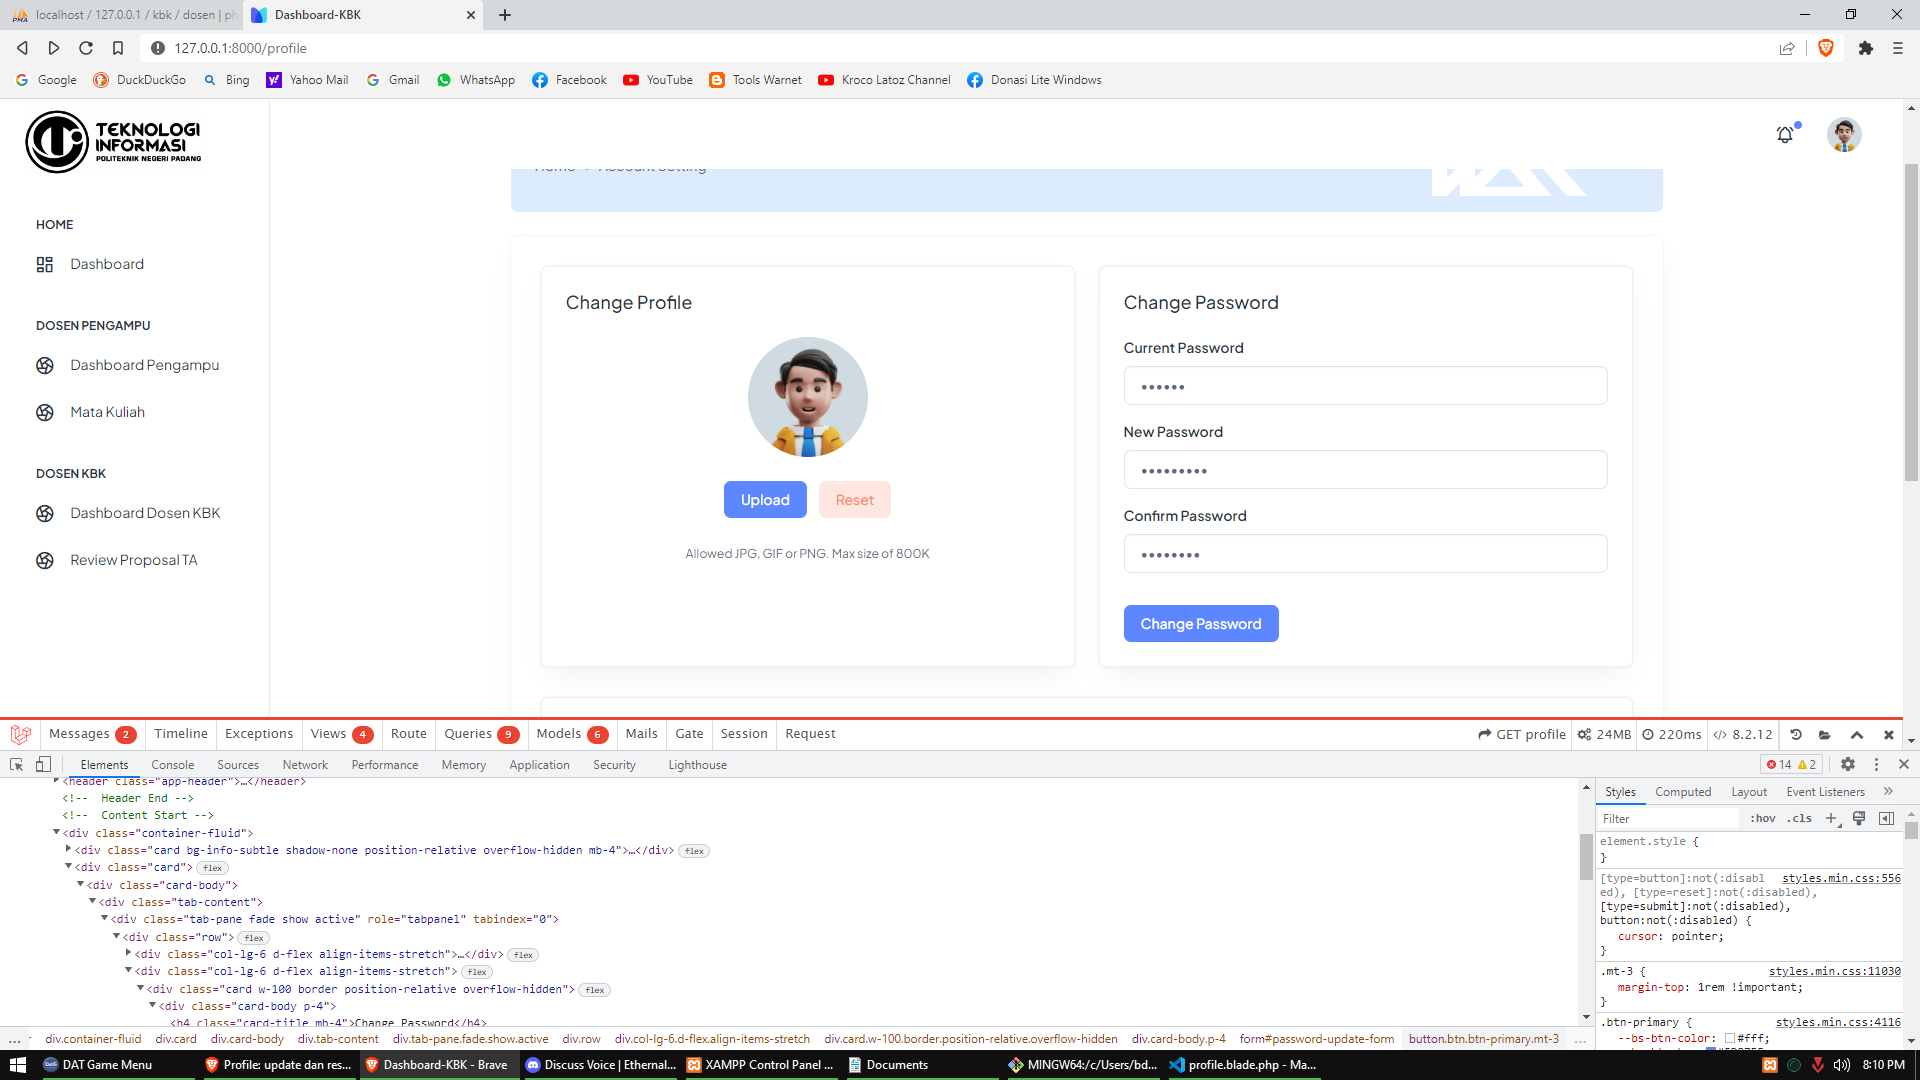 localhost / 127.0.0.1 / kbk / dosen | ph
Dashboard-KBK
127.0.0.1:8000/profile
Google
DuckDuckGo
Bing
Yahoo Mail
Gmail
WhatsApp
Facebook
YouTube
Tools Warnet
Kroco Latoz Channel
Donasi Lite Windows
TEKNOLOGI
INFORMASI
POLITEKNIK NEGERI PADANG
Home
Account Setting
HOME
Dashboard
DOSEN PENGAMPU
Dashboard Pengampu
Mata Kuliah
DOSEN KBK
Dashboard Dosen KBK
Review Proposal TA
Change Profile
Upload
Reset
Allowed JPG, GIF or PNG. Max size of 800K
Change Password
Current Password
••••••
New Password
•••••••••
Confirm Password
••••••••
Change Password
Messages 2
Timeline
Exceptions
Views 4
Route
Queries 9
Models 6
Mails
Gate
Session
Request
GET profile
24MB
220ms
</> 8.2.12
Elements
Console
Sources
Network
Performance
Memory
Application
Security
Lighthouse
14
2
<header class="app-header">…</header>
<!--  Header End -->
<!--  Content Start -->
<div class="container-fluid">
<div class="card bg-info-subtle shadow-none position-relative overflow-hidden mb-4">…</div> flex
<div class="card"> flex
<div class="card-body">
<div class="tab-content">
<div class="tab-pane fade show active" role="tabpanel" tabindex="0">
<div class="row"> flex
<div class="col-lg-6 d-flex align-items-stretch">…</div> flex
<div class="col-lg-6 d-flex align-items-stretch"> flex
<div class="card w-100 border position-relative overflow-hidden"> flex
<div class="card-body p-4">
<h4 class="card-title mb-4">Change Password</h4>
... div.container-fluid div.card div.card-body div.tab-content div.tab-pane.fade.show.active div.row div.col-lg-6.d-flex.align-items-stretch div.card.w-100.border.position-relative.overflow-hidden div.card-body.p-4 form#password-update-form button.btn.btn-primary.mt-3 ...
Styles
Computed
Layout
Event Listeners
»
Filter
:hov
.cls
element.style {
}
[type=button]:not(:disabl styles.min.css:556
ed), [type=reset]:not(:disabled),
[type=submit]:not(:disabled),
button:not(:disabled) {
cursor: pointer;
}
.mt-3 { styles.min.css:11030
margin-top: 1rem !important;
}
.btn-primary { styles.min.css:4116
--bs-btn-color: #fff;
DAT Game Menu
Profile: update dan res...
Dashboard-KBK - Brave
Discuss Voice | Ethernal...
XAMPP Control Panel ...
Documents
MINGW64:/c/Users/bd...
profile.blade.php - Ma...
8:10 PM